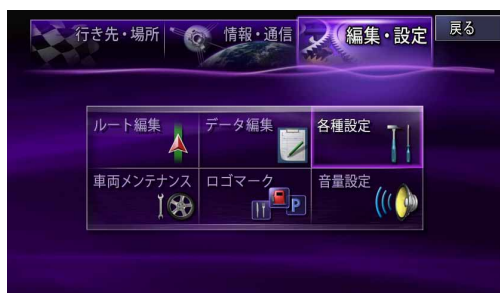 行き先・場所
情報・通信
編集・設定
戻る
ルート編集
データ編集
各種設定
車両メンテナンス
ロゴマーク
音量設定
P